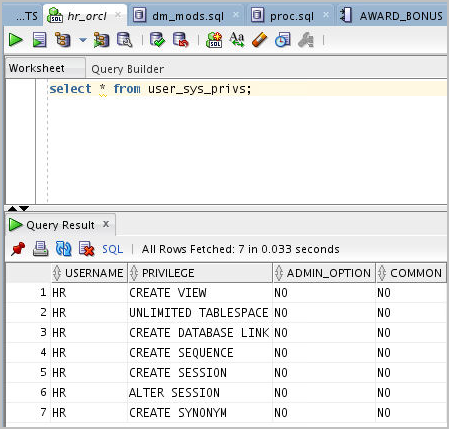 ...TS hr_orcl dm_mods.sql proc.sql AWARD_BONUS
SQL
Worksheet Query Builder
select * from user_sys_privs;
Query Result x
SQL | All Rows Fetched: 7 in 0.033 seconds
USERNAME PRIVILEGE ADMIN_OPTION COMMON
1 HR CREATE VIEW NO NO
2 HR UNLIMITED TABLESPACE NO NO
3 HR CREATE DATABASE LINK NO NO
4 HR CREATE SEQUENCE NO NO
5 HR CREATE SESSION NO NO
6 HR ALTER SESSION NO NO
7 HR CREATE SYNONYM NO NO